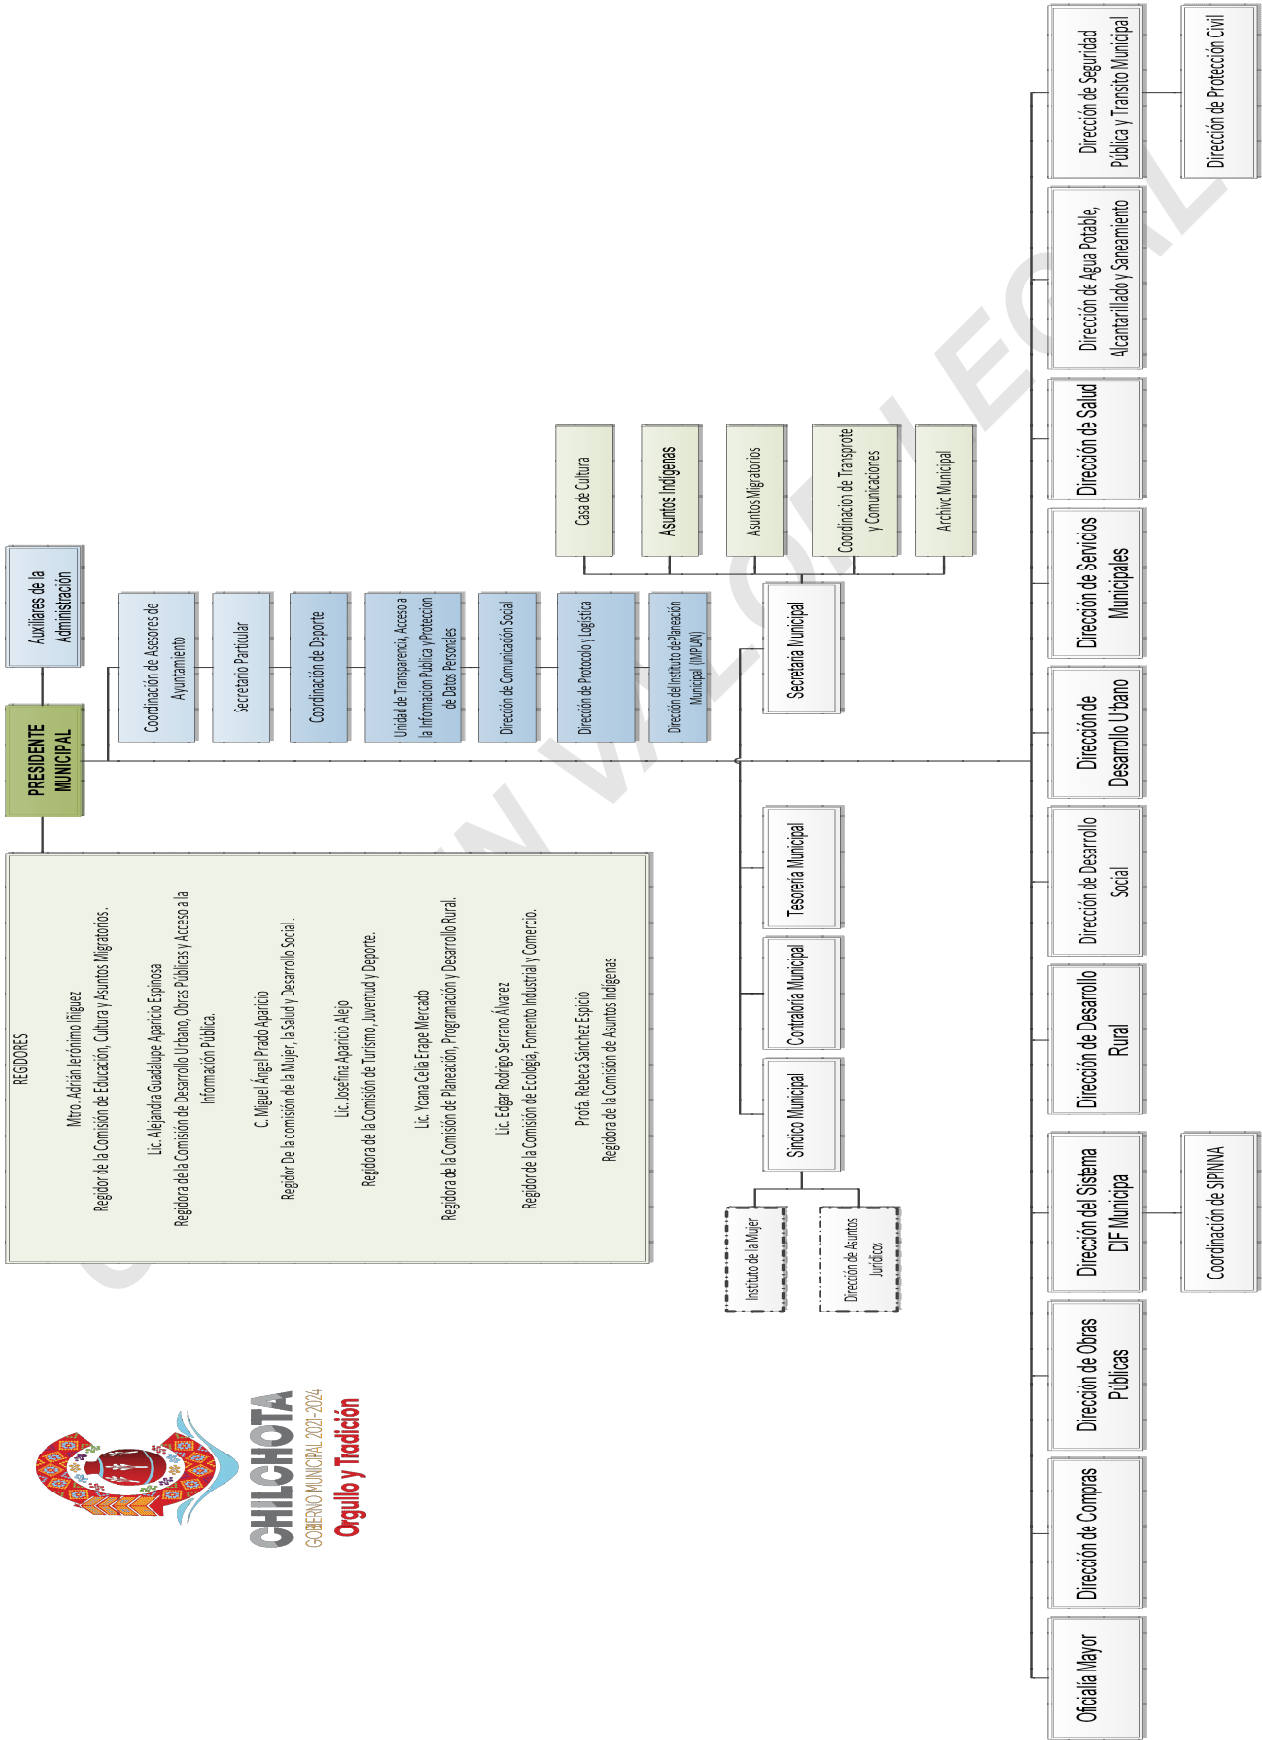 CHILCHOTA
GOBIERNO MUNICIPAL 2021-2024
Orgullo y Tradición
REGIDORES
Mtro. Adrián Jerónimo Iñiguez
Regidor de la Comisión de Educación, Cultura y Asuntos Migratorios.
Lic. Alejandra Guadalupe Aparicio Espinosa
Regidora de la Comisión de Desarrollo Urbano, Obras Públicas y Acceso a la
Información Pública.
C. Miguel Ángel Prado Aparicio
Regidor De la comisión de la Mujer, la Salud y Desarrollo Social.
Lic. Josefina Aparicio Alejo
Regidora de la Comisión de Turismo, Juventud y Deporte.
Lic. Yoana Celia Erape Mercado
Regidora de la Comisión de Planeación, Programación y Desarrollo Rural.
Lic. Edgar Rodrigo Serrano Álvarez
Regidor de la Comisión de Ecología, Fomento Industrial y Comercio.
Profa. Rebeca Sánchez Espicio
Regidora de la Comisión de Asuntos Indígenas
PRESIDENTE
MUNICIPAL
Auxiliares de la
Administración
Coordinación de Asesores de
Ayuntamiento
Secretario Particular
Coordinación de Deporte
Unidad de Transparencia, Acceso a
la Informacion Publica y Proteccion
de Datos Personales
Dirección de Comunicación Social
Dirección de Protocolo y Logística
Dirección del Instituto de Planeación
Municipal (IMPLAN)
Casa de Cultura
Asuntos Indígenas
Asuntos Migratorios
Coordinacion de Transprote
y Comunicaciones
Archivo Municipal
Instituto de la Mujer
Dirección de Asuntos
Jurídicos
Síndico Municipal
Contraloría Municipal
Tesorería Municipal
Secretaria Municipal
Oficialía Mayor
Dirección de Compras
Dirección de Obras
Públicas
Dirección del Sistema
DIF Municipa
Dirección de Desarrollo
Rural
Dirección de Desarrollo
Social
Dirección de
Desarrollo Urbano
Dirección de Servicios
Municipales
Dirección de Salud
Dirección de Agua Potable,
Alcantarillado y Saneamiento
Dirección de Seguridad
Pública y Transito Municipal
Coordinación de SIPINNA
Dirección de Protección Civil